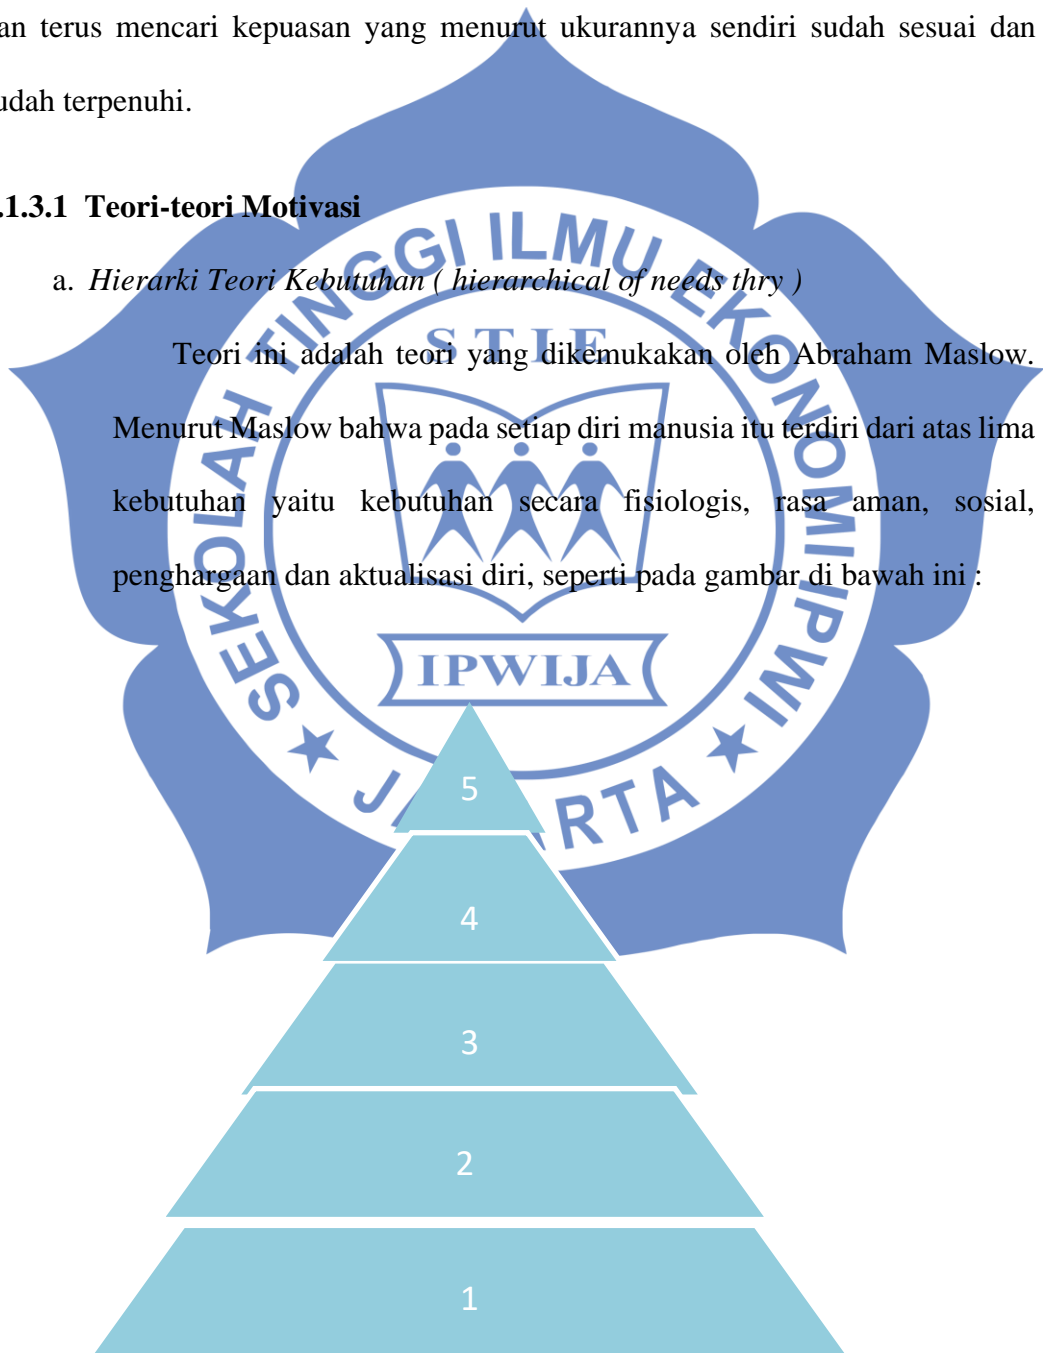 an terus mencari kepuasan yang menurut ukurannya sendiri sudah sesuai dan
udah terpenuhi.
.1.3.1 Teori-teori Motivasi
a. Hierarki Teori Kebutuhan ( hierarchical of needs thry )
Teori ini adalah teori yang dikemukakan oleh Abraham Maslow.
Menurut Maslow bahwa pada setiap diri manusia itu terdiri dari atas lima
kebutuhan yaitu kebutuhan secara fisiologis, rasa aman, sosial,
penghargaan dan aktualisasi diri, seperti pada gambar di bawah ini :
SEKOLAH TINGGI ILMU EKONOMI IPWI
STIE
IPWIJA
5
4
3
2
1